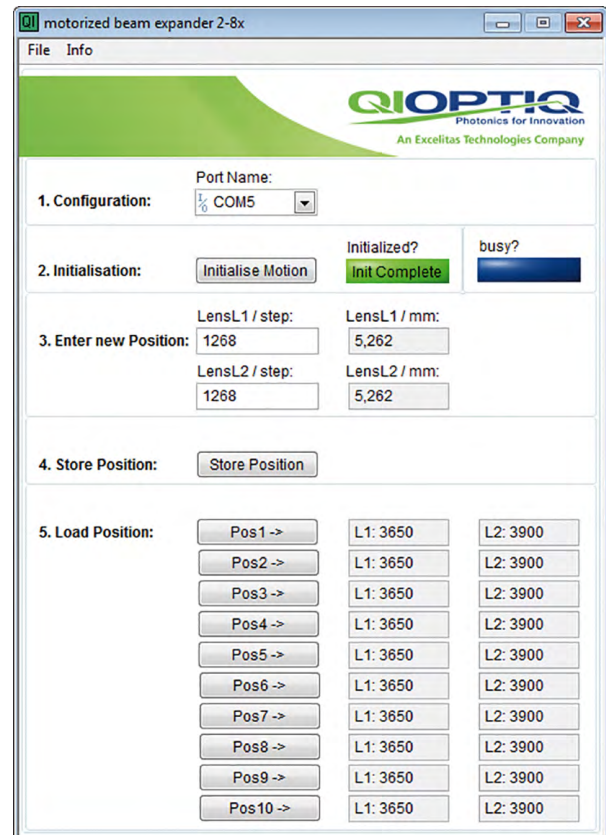 QI motorized beam expander 2-8x
File Info
QIOPTIQ
Photonics for Innovation
An Excelitas Technologies Company
Port Name:
1. Configuration: I/O COM5
Initialized? busy?
2. Initialisation: Initialise Motion Init Complete
LensL1 / step: LensL1 / mm:
3. Enter new Position: 1268 5,262
LensL2 / step: LensL2 / mm:
1268 5,262
4. Store Position: Store Position
5. Load Position: Pos1 -> L1: 3650 L2: 3900
Pos2 -> L1: 3650 L2: 3900
Pos3 -> L1: 3650 L2: 3900
Pos4 -> L1: 3650 L2: 3900
Pos5 -> L1: 3650 L2: 3900
Pos6 -> L1: 3650 L2: 3900
Pos7 -> L1: 3650 L2: 3900
Pos8 -> L1: 3650 L2: 3900
Pos9 -> L1: 3650 L2: 3900
Pos10 -> L1: 3650 L2: 3900